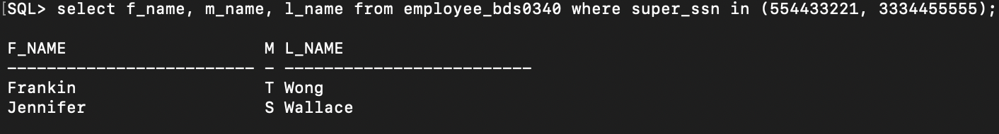 [SQL> select f_name, m_name, l_name from employee_bds0340 where super_ssn in (554433221, 3334455555);
F_NAME M L_NAME
------------------------- - -------------------------
Frankin T Wong
Jennifer S Wallace